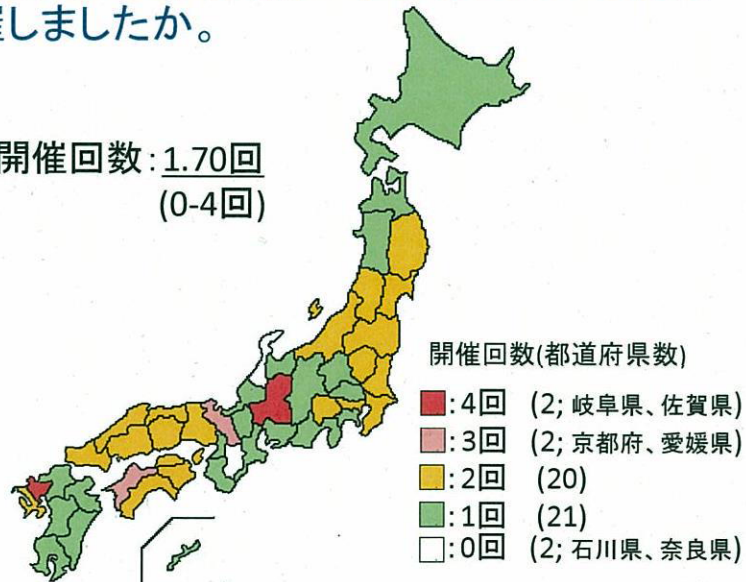 催しましたか。
開催回数:1.70回
(0-4回)
開催回数(都道府県数)
:4回 (2; 岐阜県、佐賀県)
:3回 (2; 京都府、愛媛県)
:2回 (20)
:1回 (21)
:0回 (2; 石川県、奈良県)